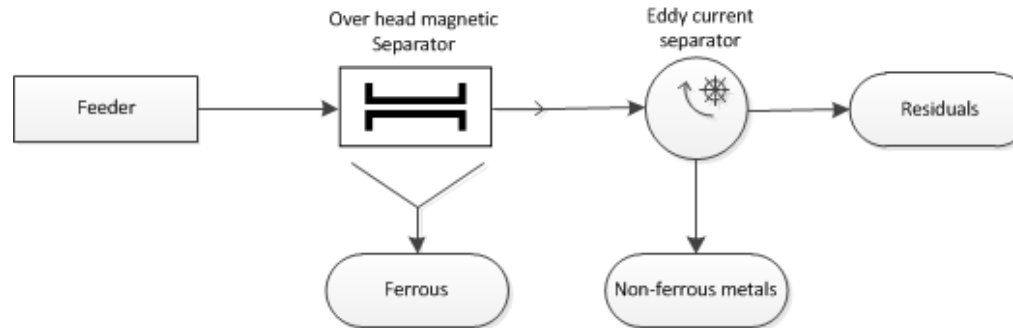 Over head magnetic
Separator
Eddy current
separator
Feeder
Residuals
Ferrous
Non-ferrous metals